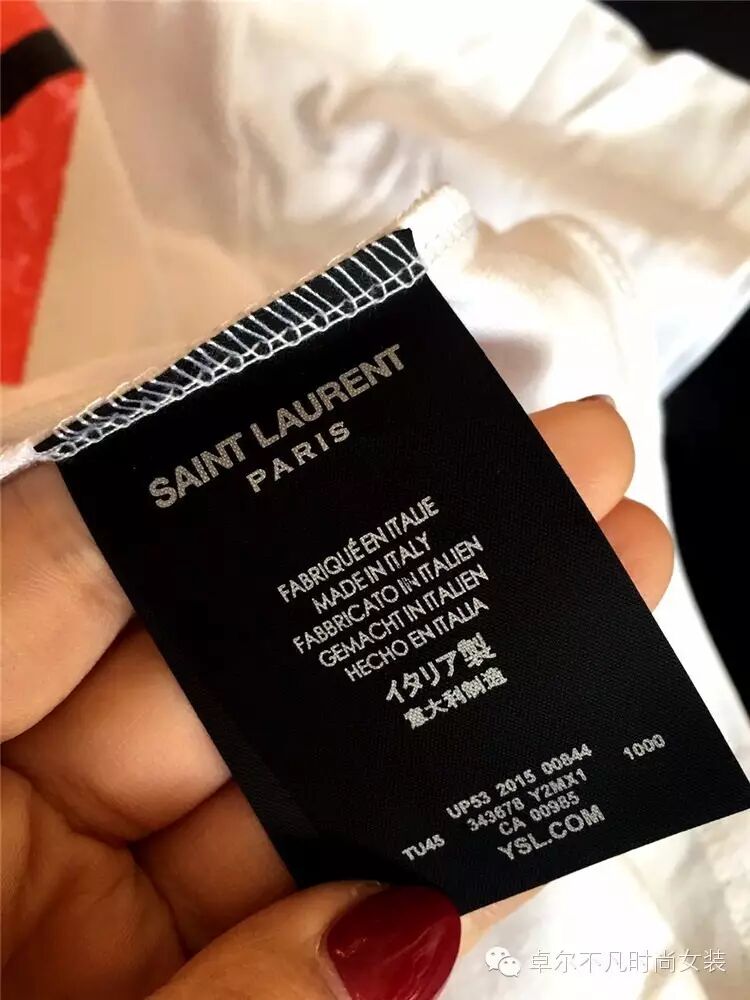 SAINT LAURENT
PARIS
FABRIQUÉ EN ITALIE
MADE IN ITALY
FABBRICATO IN ITALIEN
GEMACHT IN ITALIEN
HECHO EN ITALIA
イタリア製
意大利制造
UP53 2015 00844 1000
343678 Y2MX1
TU45 CA 00985
YSL.COM
卓尔不凡时尚女装